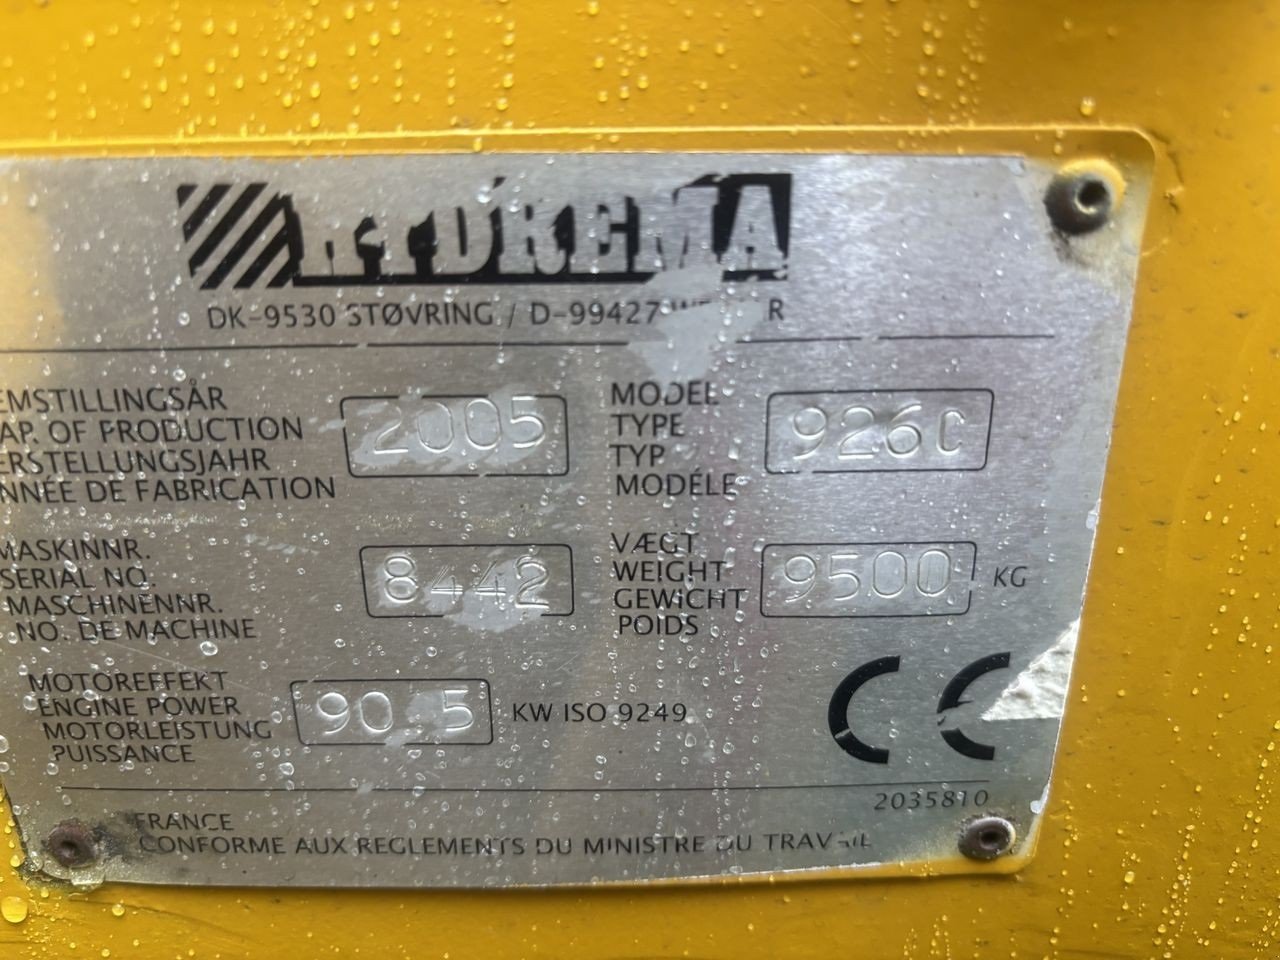 HYDREMA
DK-9530 STØVRING / D-99427
EMSTILLINGSÅR
AP. OF PRODUCTION
ERSTELLUNGSJAHR
NNÉE DE FABRICATION
2005
MODEL
TYPE
TYP
MODÉLE
926C
MASKINNR.
SERIAL NO.
MASCHINENNR.
NO. DE MACHINE
8442
VÆGT
WEIGHT
GEWICHT
POIDS
9500 KG
MOTOREFFEKT
ENGINE POWER
MOTORLEISTUNG
PUISSANCE
90.5 KW ISO 9249
CE
2035810
FRANCE
CONFORME AUX REGLEMENTS DU MINISTRE DU TRAVAIL